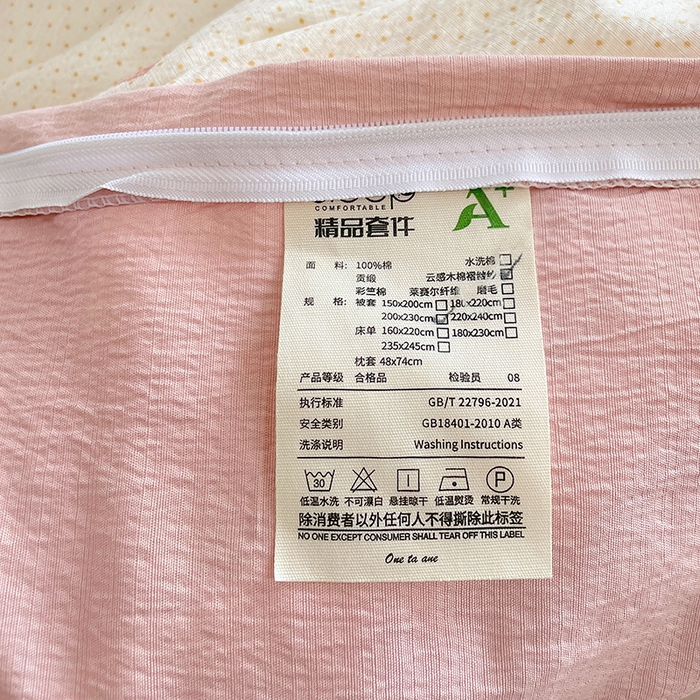 COMFORTABLE
A+
精品套件
面 料: 100%棉 水洗棉
贡缎 云感木棉褶皱纱
彩竺棉 莱赛尔纤维 磨毛
规 格: 被套 150x200cm 180x220cm
200x230cm 220x240cm
床单 160x220cm 180x230cm
235x245cm
枕套 48x74cm
产品等级 合格品 检验员 08
执行标准 GB/T 22796-2021
安全类别 GB18401-2010 A类
洗涤说明 Washing Instructions
30 P
低温水洗 不可漂白 悬挂晾干 低温熨烫 常规干洗
除消费者以外任何人不得撕除此标签
NO ONE EXCEPT CONSUMER SHALL TEAR OFF THIS LABEL
One ta ane